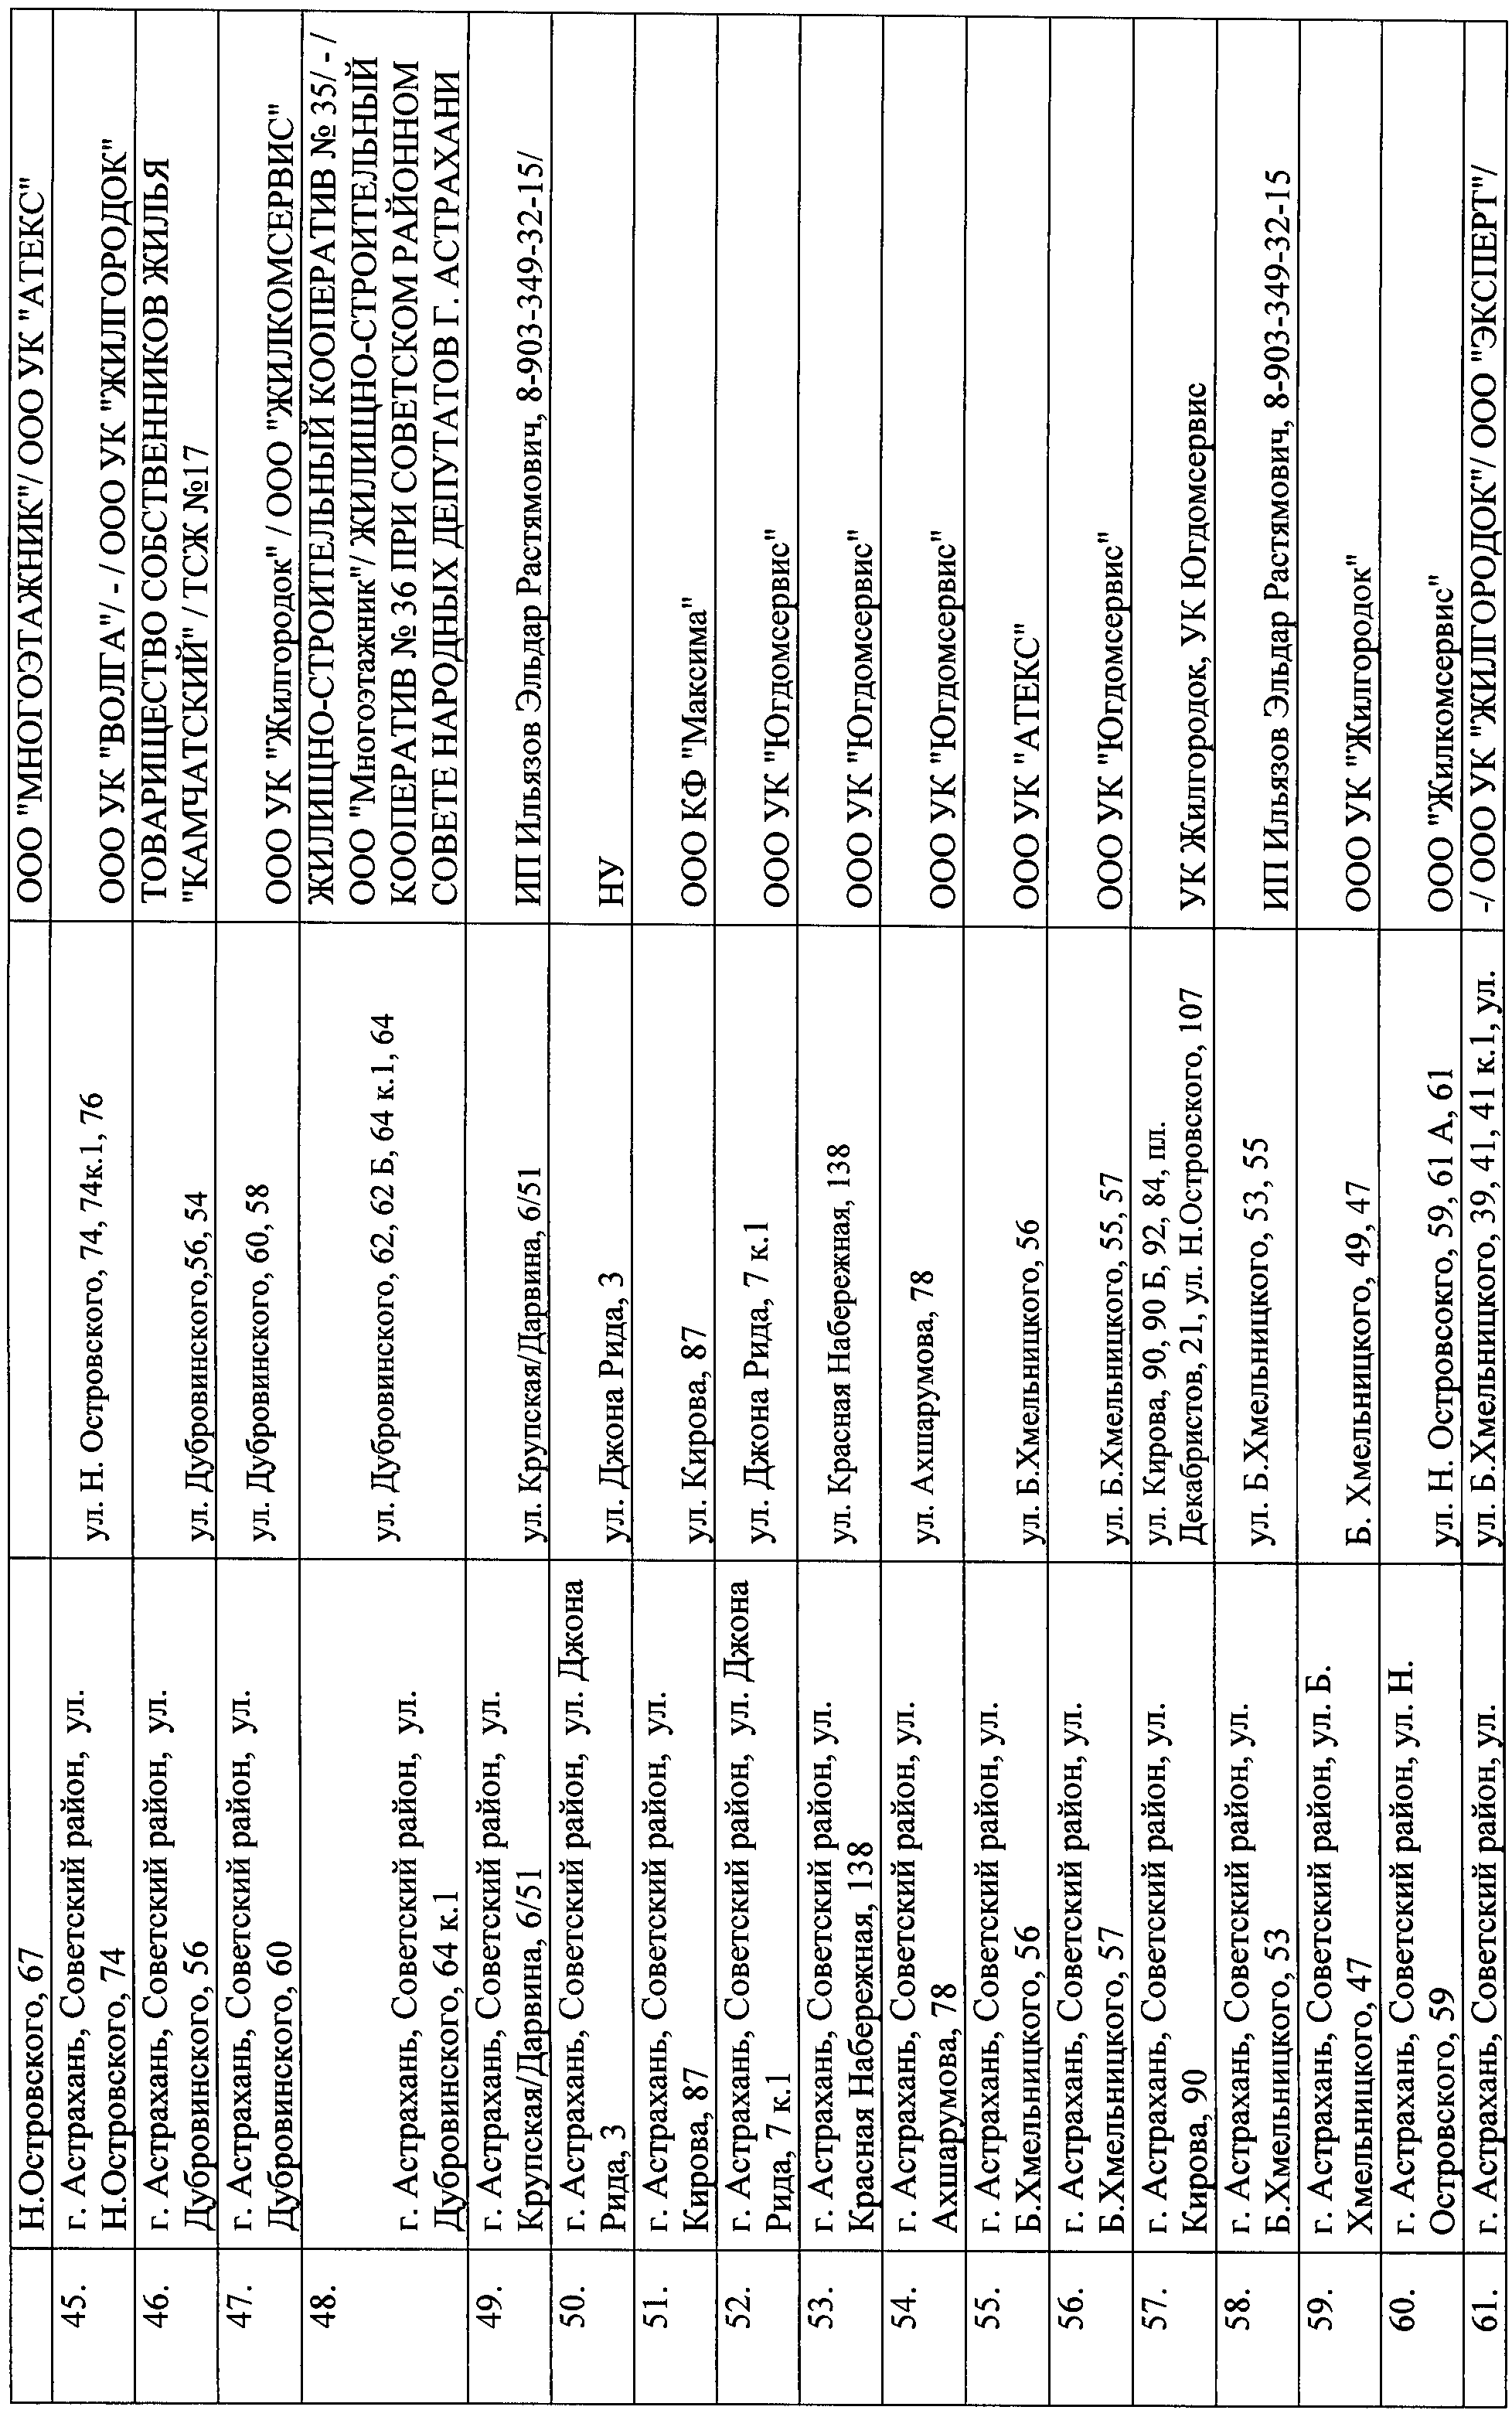 Н.Островского, 67
ООО "МНОГОЭТАЖНИК"/ ООО УК "АТЕКС"
45.
г. Астрахань, Советский район, ул.
Н.Островского, 74
ул. Н. Островского, 74, 74к.1, 76
ООО УК "ВОЛГА"/ - / ООО УК "ЖИЛГОРОДОК"
46.
г. Астрахань, Советский район, ул.
Дубровинского, 56
ул. Дубровинского,56, 54
ТОВАРИЩЕСТВО СОБСТВЕННИКОВ ЖИЛЬЯ
"КАМЧАТСКИЙ" / ТСЖ №17
47.
г. Астрахань, Советский район, ул.
Дубровинского, 60
ул. Дубровинского, 60, 58
ООО УК "Жилгородок" / ООО "ЖИЛКОМСЕРВИС"
48.
г. Астрахань, Советский район, ул.
Дубровинского, 64 к.1
ул. Дубровинского, 62, 62 Б, 64 к.1, 64
ЖИЛИЩНО-СТРОИТЕЛЬНЫЙ КООПЕРАТИВ № 35/ - /
ООО "Многоэтажник"/ ЖИЛИЩНО-СТРОИТЕЛЬНЫЙ
КООПЕРАТИВ № 36 ПРИ СОВЕТСКОМ РАЙОННОМ
СОВЕТЕ НАРОДНЫХ ДЕПУТАТОВ Г. АСТРАХАНИ
49.
г. Астрахань, Советский район, ул.
Крупская/Дарвина, 6/51
ул. Крупская/Дарвина, 6/51
ИП Ильязов Эльдар Растямович, 8-903-349-32-15/
50.
г. Астрахань, Советский район, ул. Джона
Рида, 3
ул. Джона Рида, 3
НУ
51.
г. Астрахань, Советский район, ул.
Кирова, 87
ул. Кирова, 87
ООО КФ "Максима"
52.
г. Астрахань, Советский район, ул. Джона
Рида, 7 к.1
ул. Джона Рида, 7 к.1
ООО УК "Югдомсервис"
53.
г. Астрахань, Советский район, ул.
Красная Набережная, 138
ул. Красная Набережная, 138
ООО УК "Югдомсервис"
54.
г. Астрахань, Советский район, ул.
Ахшарумова, 78
ул. Ахшарумова, 78
ООО УК "Югдомсервис"
55.
г. Астрахань, Советский район, ул.
Б.Хмельницкого, 56
ул. Б.Хмельницкого, 56
ООО УК "АТЕКС"
56.
г. Астрахань, Советский район, ул.
Б.Хмельницкого, 57
ул. Б.Хмельницкого, 55, 57
ООО УК "Югдомсервис"
57.
г. Астрахань, Советский район, ул.
Кирова, 90
ул. Кирова, 90, 90 Б, 92, 84, пл.
Декабристов, 21, ул. Н.Островского, 107
УК Жилгородок, УК Югдомсервис
58.
г. Астрахань, Советский район, ул.
Б.Хмельницкого, 53
ул. Б.Хмельницкого, 53, 55
ИП Ильязов Эльдар Растямович, 8-903-349-32-15
59.
г. Астрахань, Советский район, ул. Б.
Хмельницкого, 47
Б. Хмельницкого, 49, 47
ООО УК "Жилгородок"
60.
г. Астрахань, Советский район, ул. Н.
Островского, 59
ул. Н. Островсокго, 59, 61 А, 61
ООО "Жилкомсервис"
61.
г. Астрахань, Советский район, ул.
ул. Б.Хмельницкого, 39, 41, 41 к.1, ул.
-/ ООО УК "ЖИЛГОРОДОК"/ ООО "ЭКСПЕРТ"/